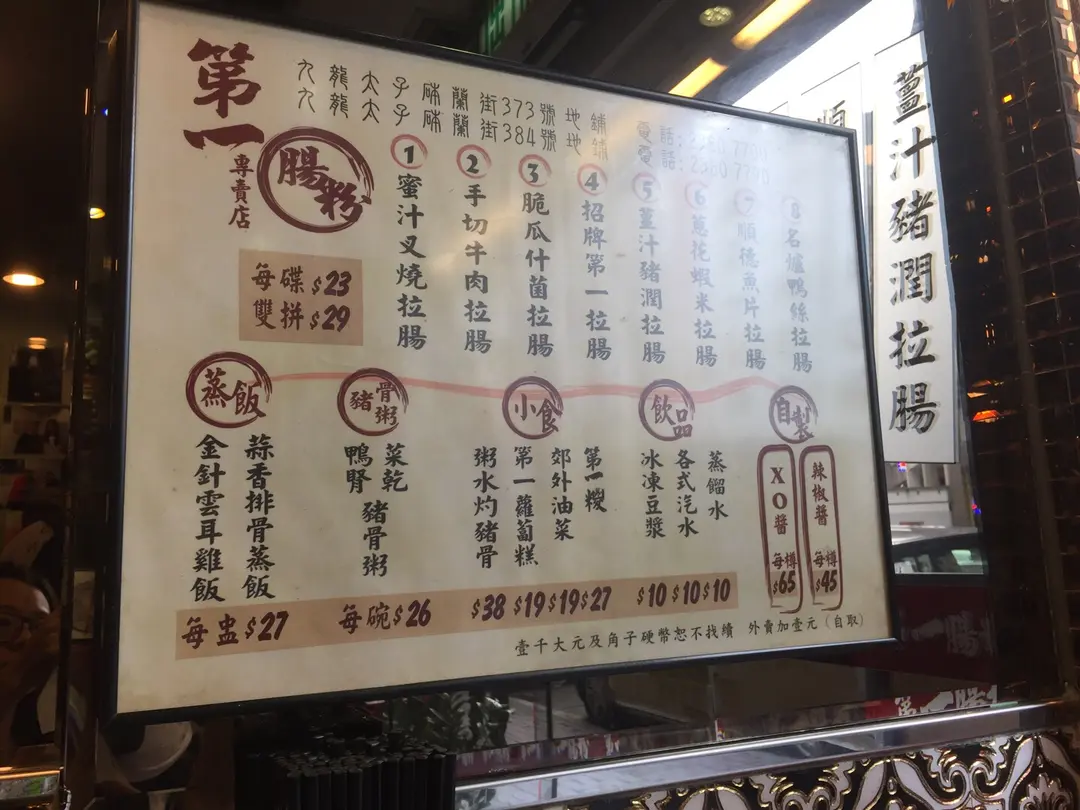 第一
腸粉
專賣店
九龍太子砵蘭街373號地鋪 電話:
九龍太子砵蘭街384號地鋪 電話:
每碟 $23
雙拼 $29
1 蜜汁叉燒拉腸
2 手切牛肉拉腸
3 脆瓜什菌拉腸
4 招牌第一拉腸
5 薑汁豬潤拉腸
6 蔥花蝦米拉腸
7 順德魚片拉腸
8 名爐鴨絲拉腸
蒸飯
蒜香排骨蒸飯
金針雲耳雞飯
每盅 $27
豬骨粥
菜乾
鴨腎
豬骨粥
每碗 $26
小食
第一糉
郊外油菜
第一蘿蔔糕
粥水灼豬骨
$38 $19 $19 $27
飲品
蒸餾水
各式汽水
冰凍豆漿
$10 $10 $10
自製
辣椒醬 每樽 $45
XO醬 每樽 $65
壹千大元及角子硬幣恕不找續 外賣加壹元(自取)
薑汁豬潤拉腸
順
第一腸